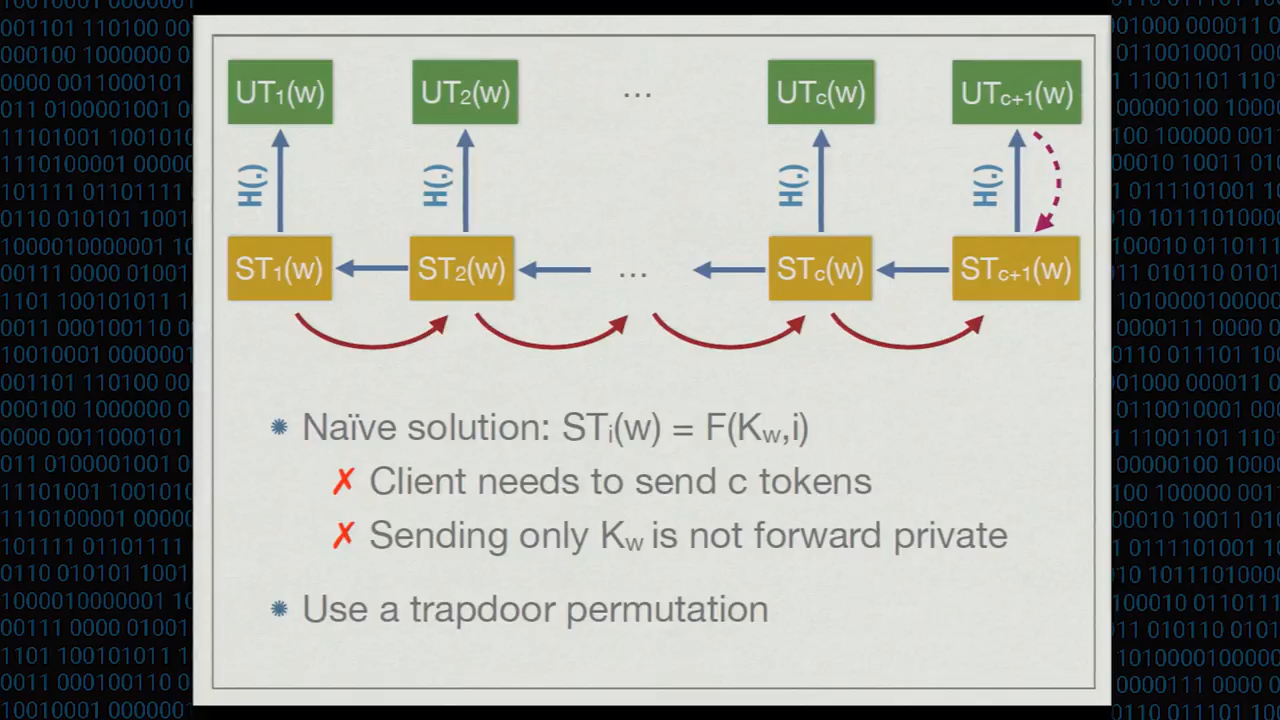 UT₁(w) UT₂(w) ... UTc(w) UTc+1(w)
H(.) H(.) H(.) H(.)
ST₁(w) ST₂(w) ... STc(w) STc+1(w)
Naïve solution: STᵢ(w) = F(Kw,i)
✗ Client needs to send c tokens
✗ Sending only Kw is not forward private
Use a trapdoor permutation